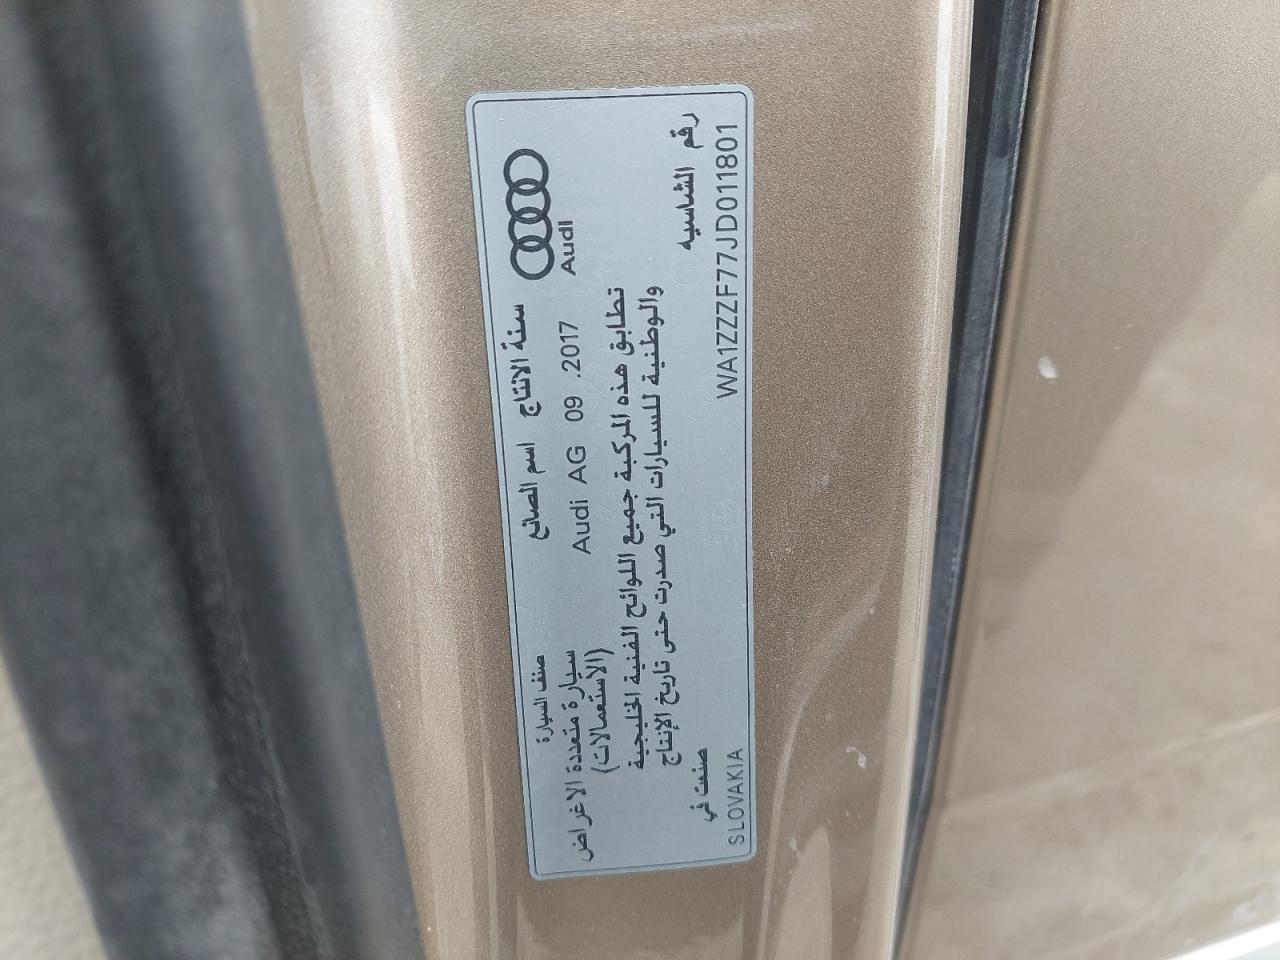 Audi
سنة الانتاج
09 .2017
اسم الصانع
Audi AG
صنف السيارة
سيارة متعددة الاغراض
(الاستعمالات)
تطابق هذه المركبة جميع اللوائح الفنية الخليجية
والوطنية للسيارات التي صدرت حتى تاريخ الإنتاج
رقم الشاسيه
WA1ZZZF77JD011801
صنعت في
SLOVAKIA